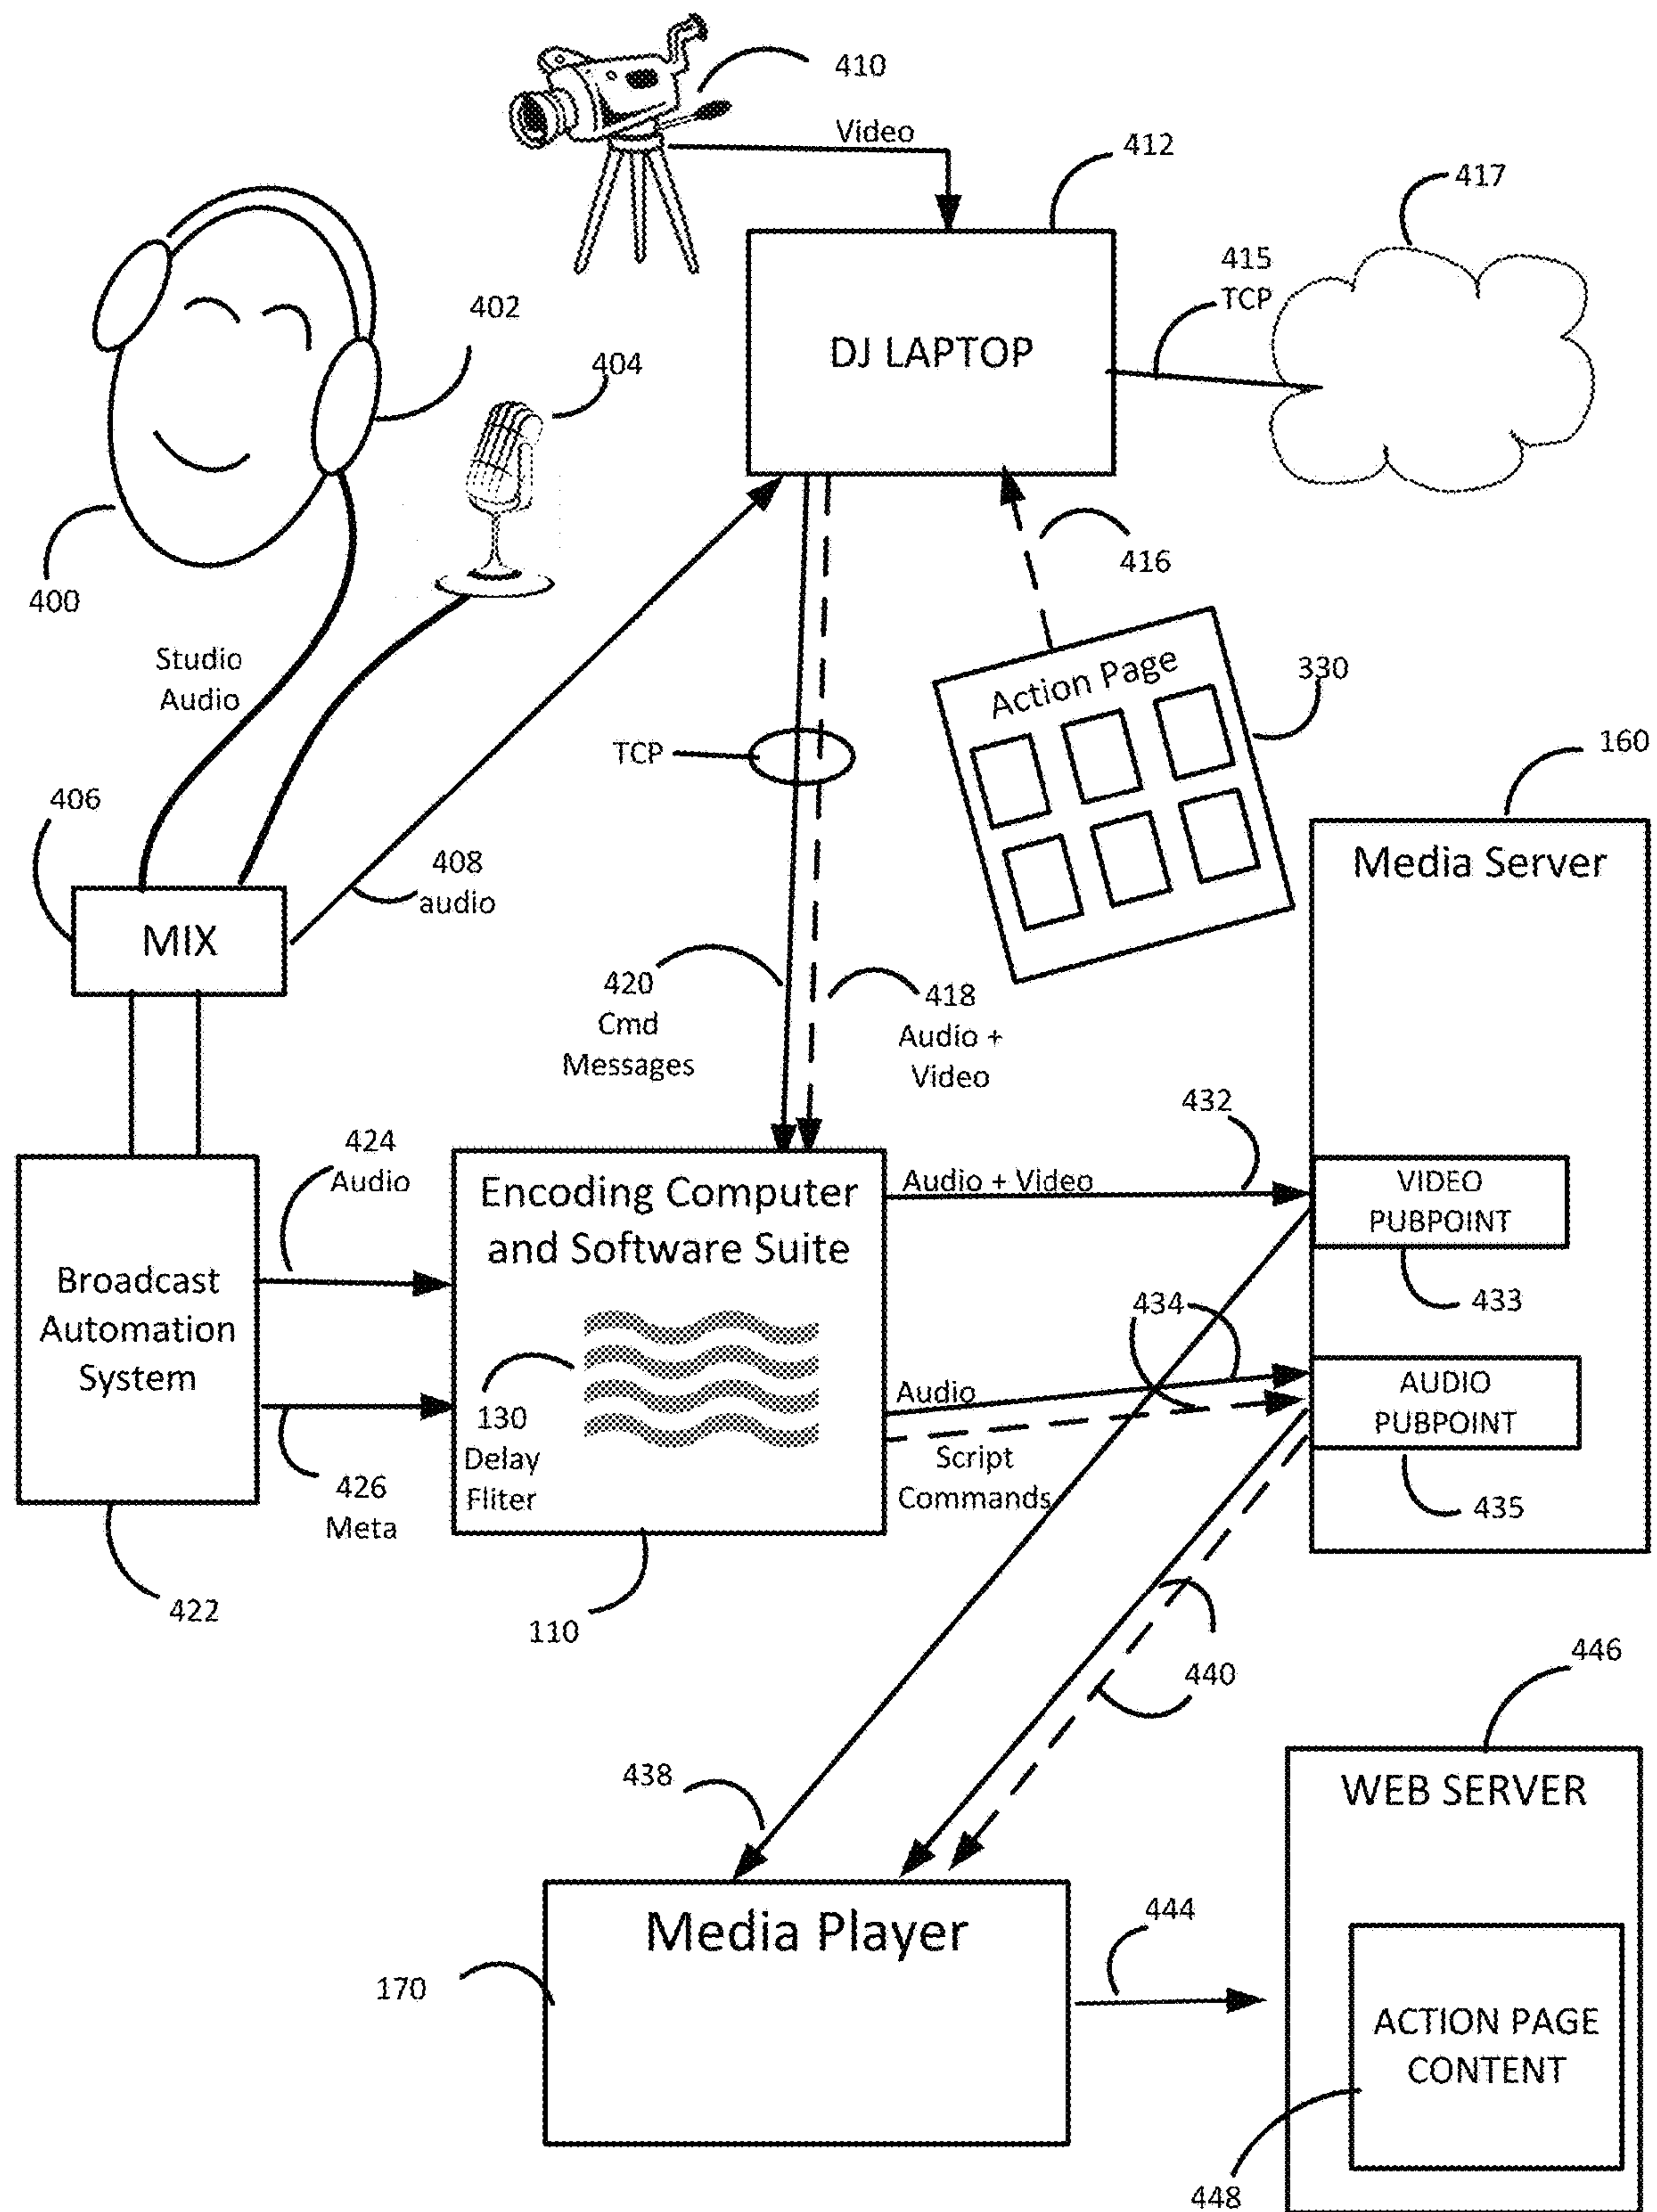 410
Video
412
417
415
TCP
DJ LAPTOP
402
404
400
416
Studio
Audio
Action Page
330
TCP
160
406
Media Server
408
audio
MIX
420
Cmd
Messages
418
Audio +
Video
432
424
Audio
Encoding Computer
and Software Suite
Audio + Video
VIDEO
PUBPOINT
Broadcast
Automation
System
433
434
130
Delay
Fliter
Audio
AUDIO
PUBPOINT
Script
Commands
426
Meta
435
422
110
440
446
438
WEB SERVER
Media Player
444
170
ACTION PAGE
CONTENT
448